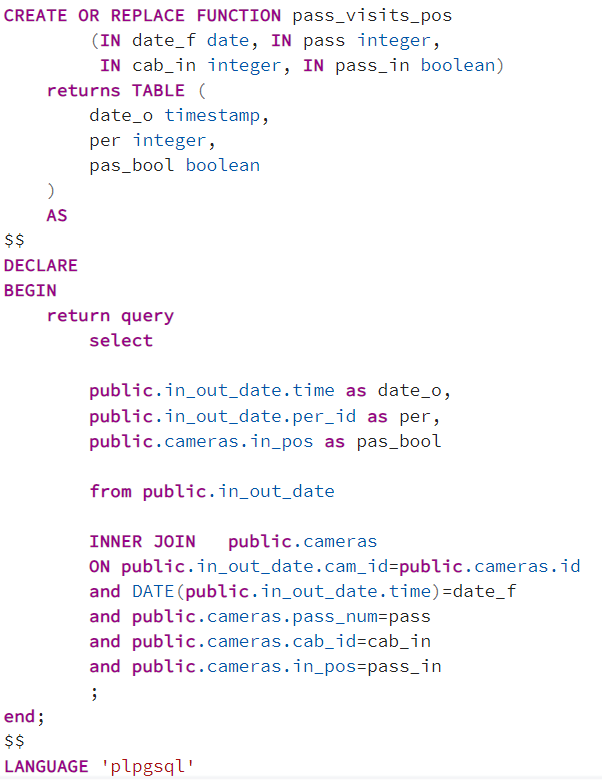 CREATE OR REPLACE FUNCTION pass_visits_pos
(IN date_f date, IN pass integer,
IN cab_in integer, IN pass_in boolean)
returns TABLE (
date_o timestamp,
per integer,
pas_bool boolean
)
AS
$$
DECLARE
BEGIN
return query
select
public.in_out_date.time as date_o,
public.in_out_date.per_id as per,
public.cameras.in_pos as pas_bool
from public.in_out_date
INNER JOIN   public.cameras
ON public.in_out_date.cam_id=public.cameras.id
and DATE(public.in_out_date.time)=date_f
and public.cameras.pass_num=pass
and public.cameras.cab_id=cab_in
and public.cameras.in_pos=pass_in
;
end;
$$
LANGUAGE 'plpgsql'